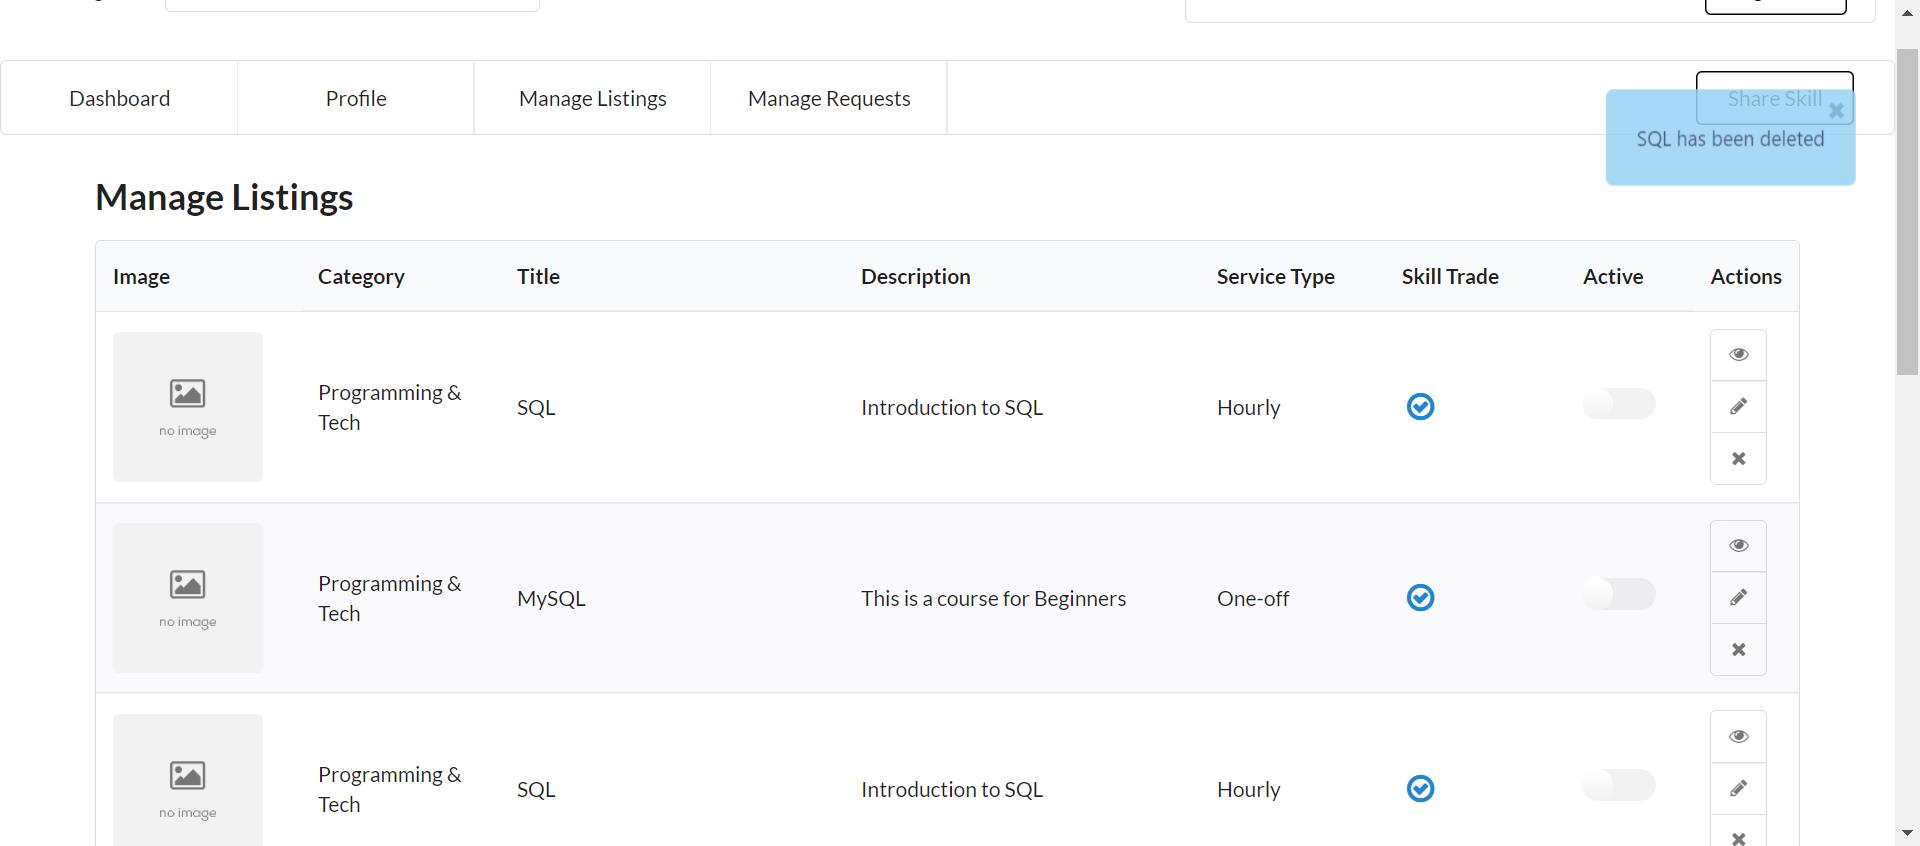 Dashboard
Profile
Manage Listings
Manage Requests
Share Skill
SQL has been deleted
Manage Listings
Image
Category
Title
Description
Service Type
Skill Trade
Active
Actions
no image
Programming &
Tech
SQL
Introduction to SQL
Hourly
no image
Programming &
Tech
MySQL
This is a course for Beginners
One-off
no image
Programming &
Tech
SQL
Introduction to SQL
Hourly